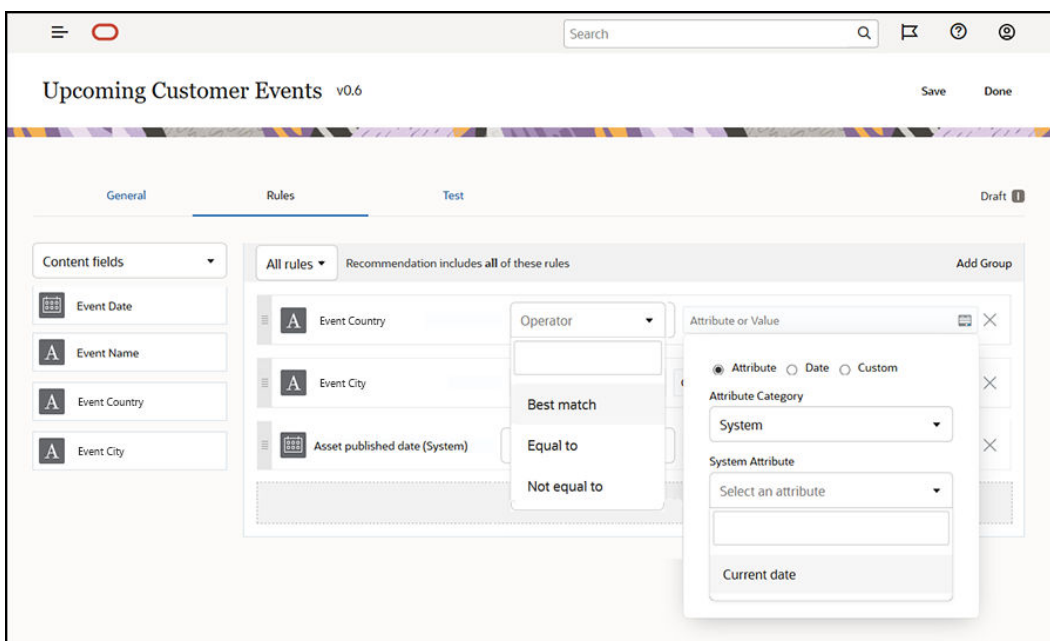 Search
Upcoming Customer Events v0.6
Save Done
General Rules Test Draft
Content fields
Event Date
Event Name
Event Country
Event City
All rules Recommendation includes all of these rules Add Group
A Event Country Operator Attribute or Value
A Event City
Asset published date (System)
Best match
Equal to
Not equal to
Attribute Date Custom
Attribute Category
System
System Attribute
Select an attribute
Current date